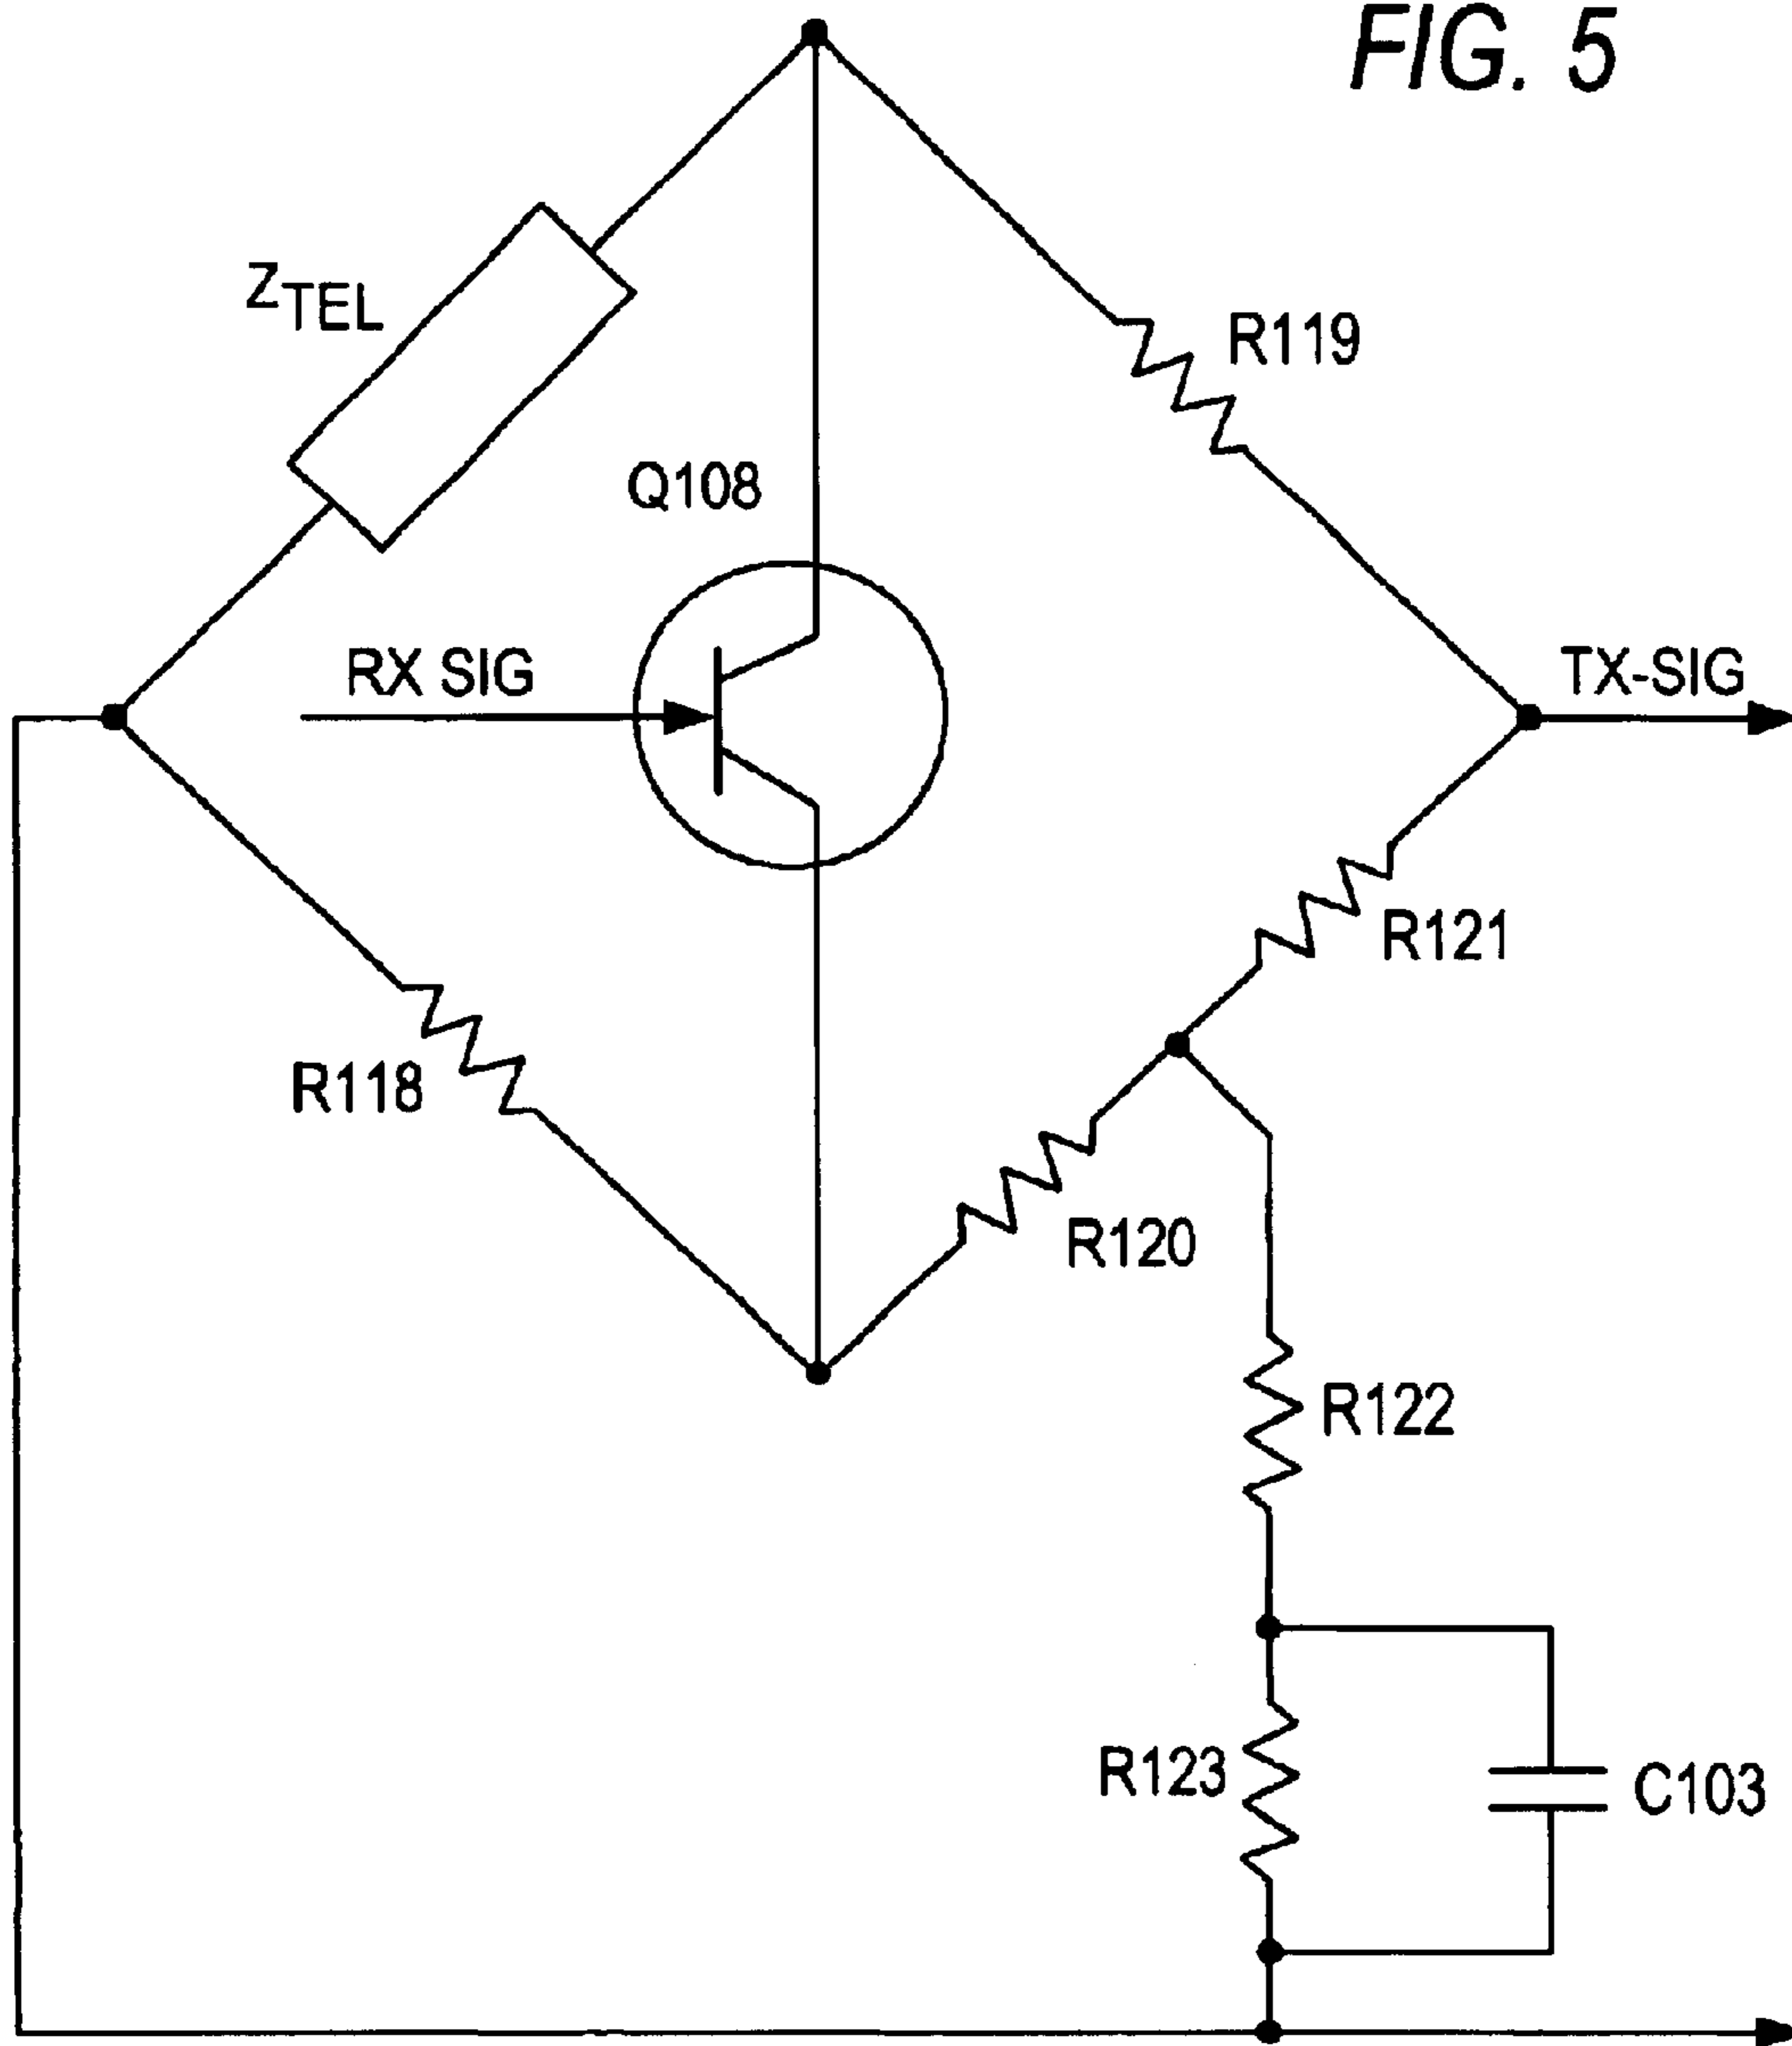 FIG. 5
ZTEL
R119
Q108
RX SIG
TX-SIG
R121
R118
R120
R122
R123
C103